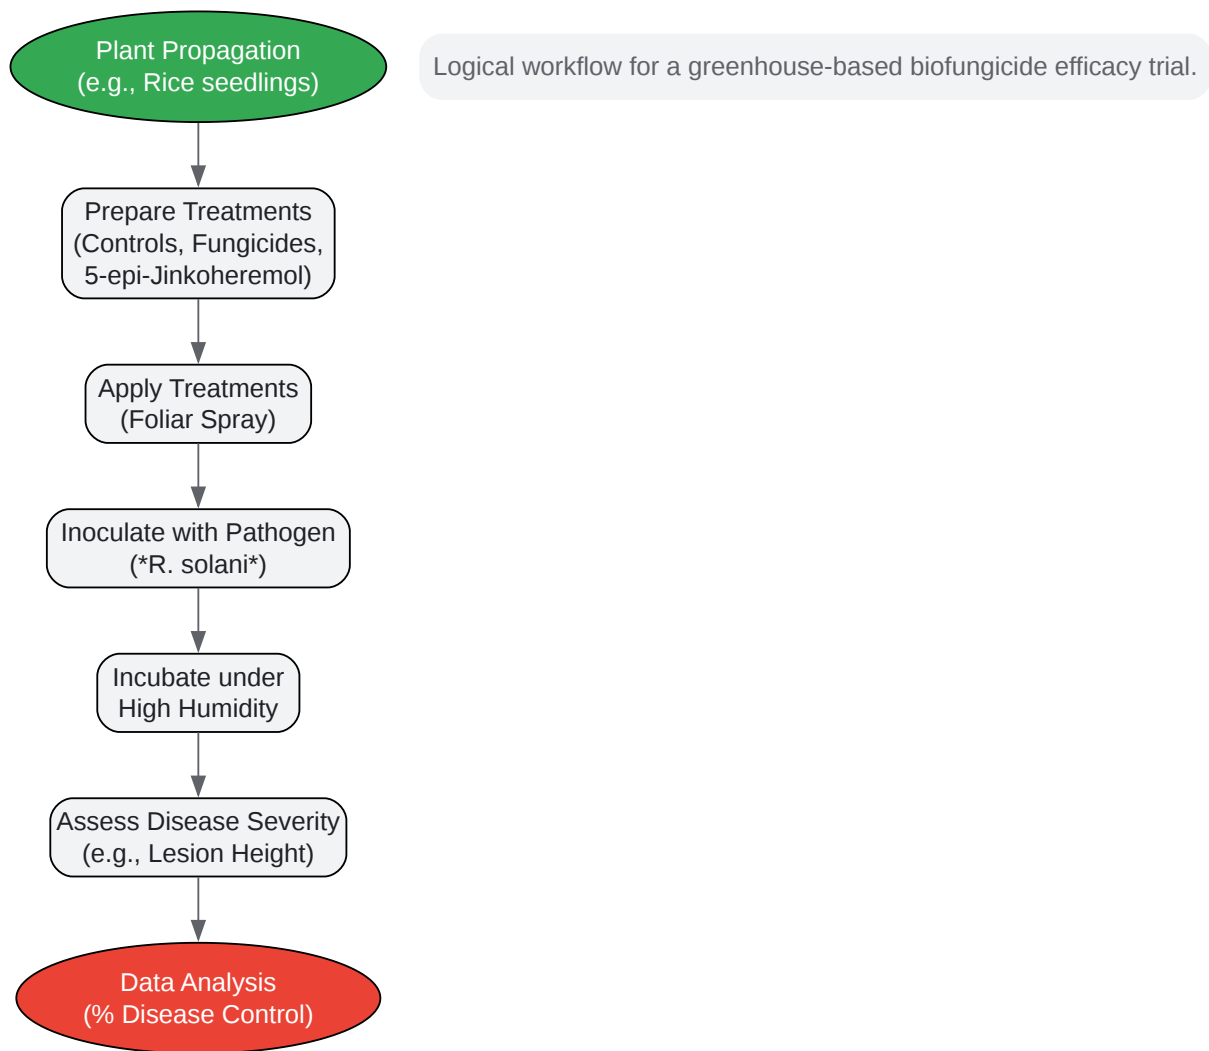 Plant Propagation
(e.g., Rice seedlings)
Logical workflow for a greenhouse-based biofungicide efficacy trial.
Prepare Treatments
(Controls, Fungicides,
5-epi-Jinkoheremol)
Apply Treatments
(Foliar Spray)
Inoculate with Pathogen
(*R. solani*)
Incubate under
High Humidity
Assess Disease Severity
(e.g., Lesion Height)
Data Analysis
(% Disease Control)